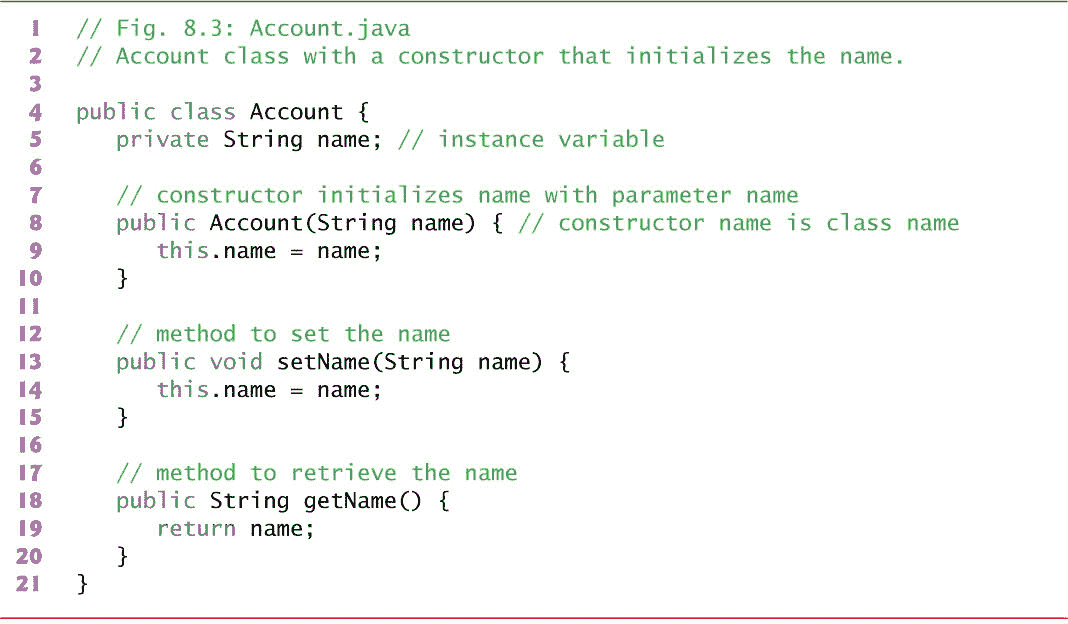 1 // Fig. 8.3: Account.java
2 // Account class with a constructor that initializes the name.
3
4 public class Account {
5    private String name; // instance variable
6
7    // constructor initializes name with parameter name
8    public Account(String name) { // constructor name is class name
9       this.name = name;
10    }
11
12    // method to set the name
13    public void setName(String name) {
14       this.name = name;
15    }
16
17    // method to retrieve the name
18    public String getName() {
19       return name;
20    }
21 }